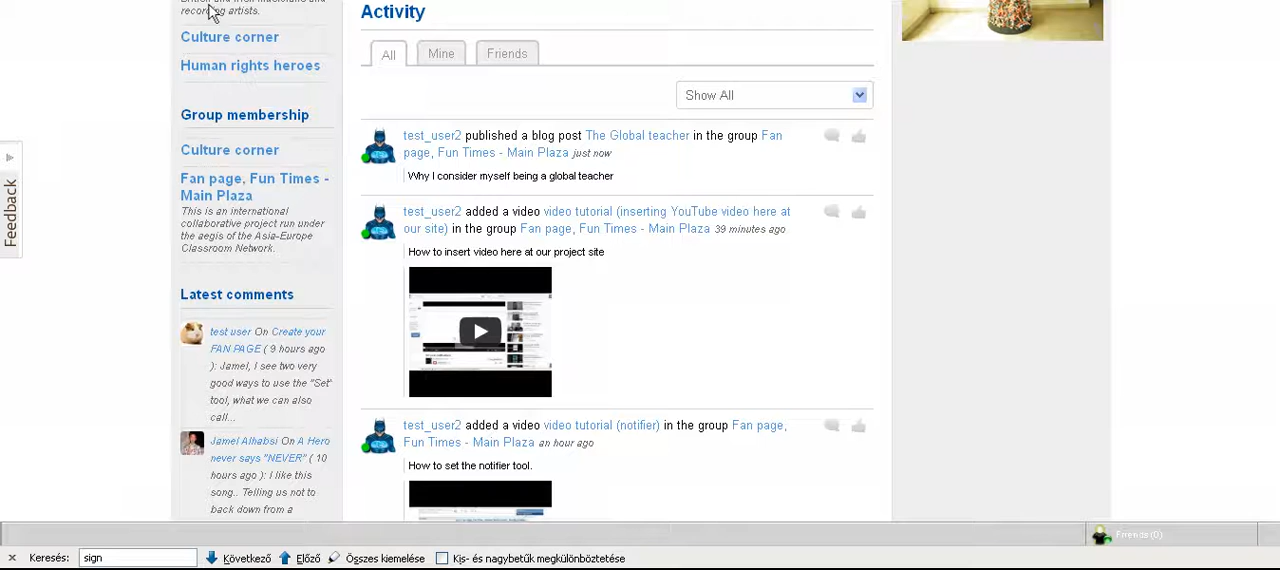 British and Irish musicians and
recording artists.
Culture corner
Human rights heroes
Group membership
Culture corner
Fan page, Fun Times -
Main Plaza
This is an international
collaborative project run under
the aegis of the Asia-Europe
Classroom Network.
Latest comments
test user On Create your
FAN PAGE ( 9 hours ago
): Jamel, I see two very
good ways to use the "Set"
tool, what we can also
call...
Jamel Alhabsi On A Hero
never says "NEVER" ( 10
hours ago ): I like this
song.. Telling us not to
back down from a
Activity
All
Mine
Friends
Show All
test_user2 published a blog post The Global teacher in the group Fan
page, Fun Times - Main Plaza just now
Why I consider myself being a global teacher
test_user2 added a video video tutorial (inserting YouTube video here at
our site) in the group Fan page, Fun Times - Main Plaza 39 minutes ago
How to insert video here at our project site
test_user2 added a video video tutorial (notifier) in the group Fan page,
Fun Times - Main Plaza an hour ago
How to set the notifier tool.
Feedback
Friends (0)
Keresés: sign Következő Előző Összes kiemelése Kis- és nagybetűk megkülönböztetése